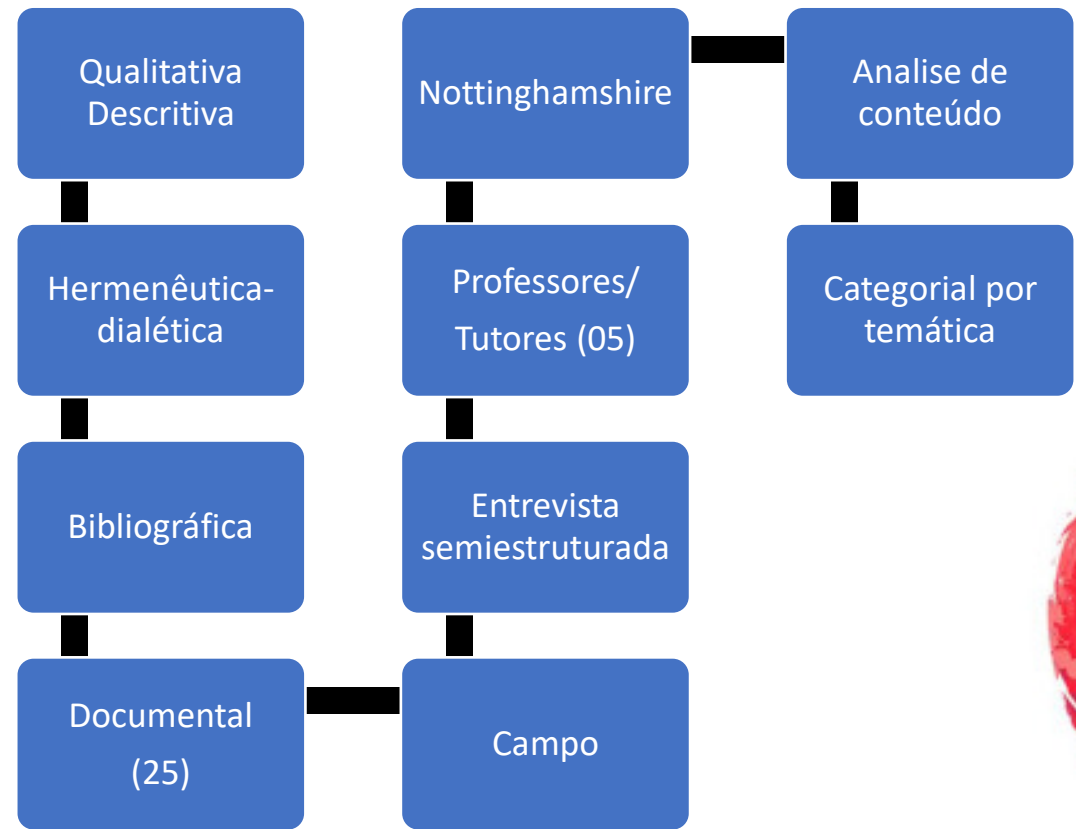 Qualitativa
Descritiva
Hermenêutica-
dialética
Bibliográfica
Documental
(25)
Campo
Entrevista
semiestruturada
Professores/
Tutores (05)
Nottinghamshire
Analise de
conteúdo
Categorial por
temática